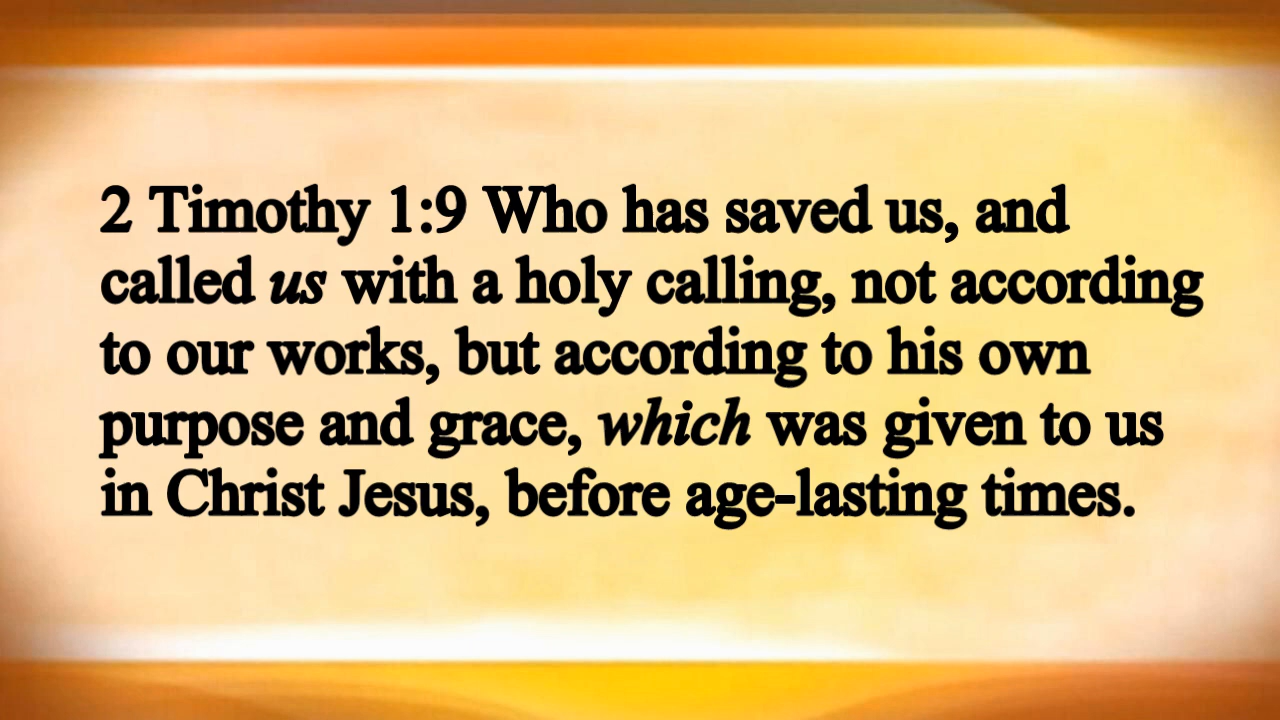 2 Timothy 1:9 Who has saved us, and
called us with a holy calling, not according
to our works, but according to his own
purpose and grace, which was given to us
in Christ Jesus, before age-lasting times.